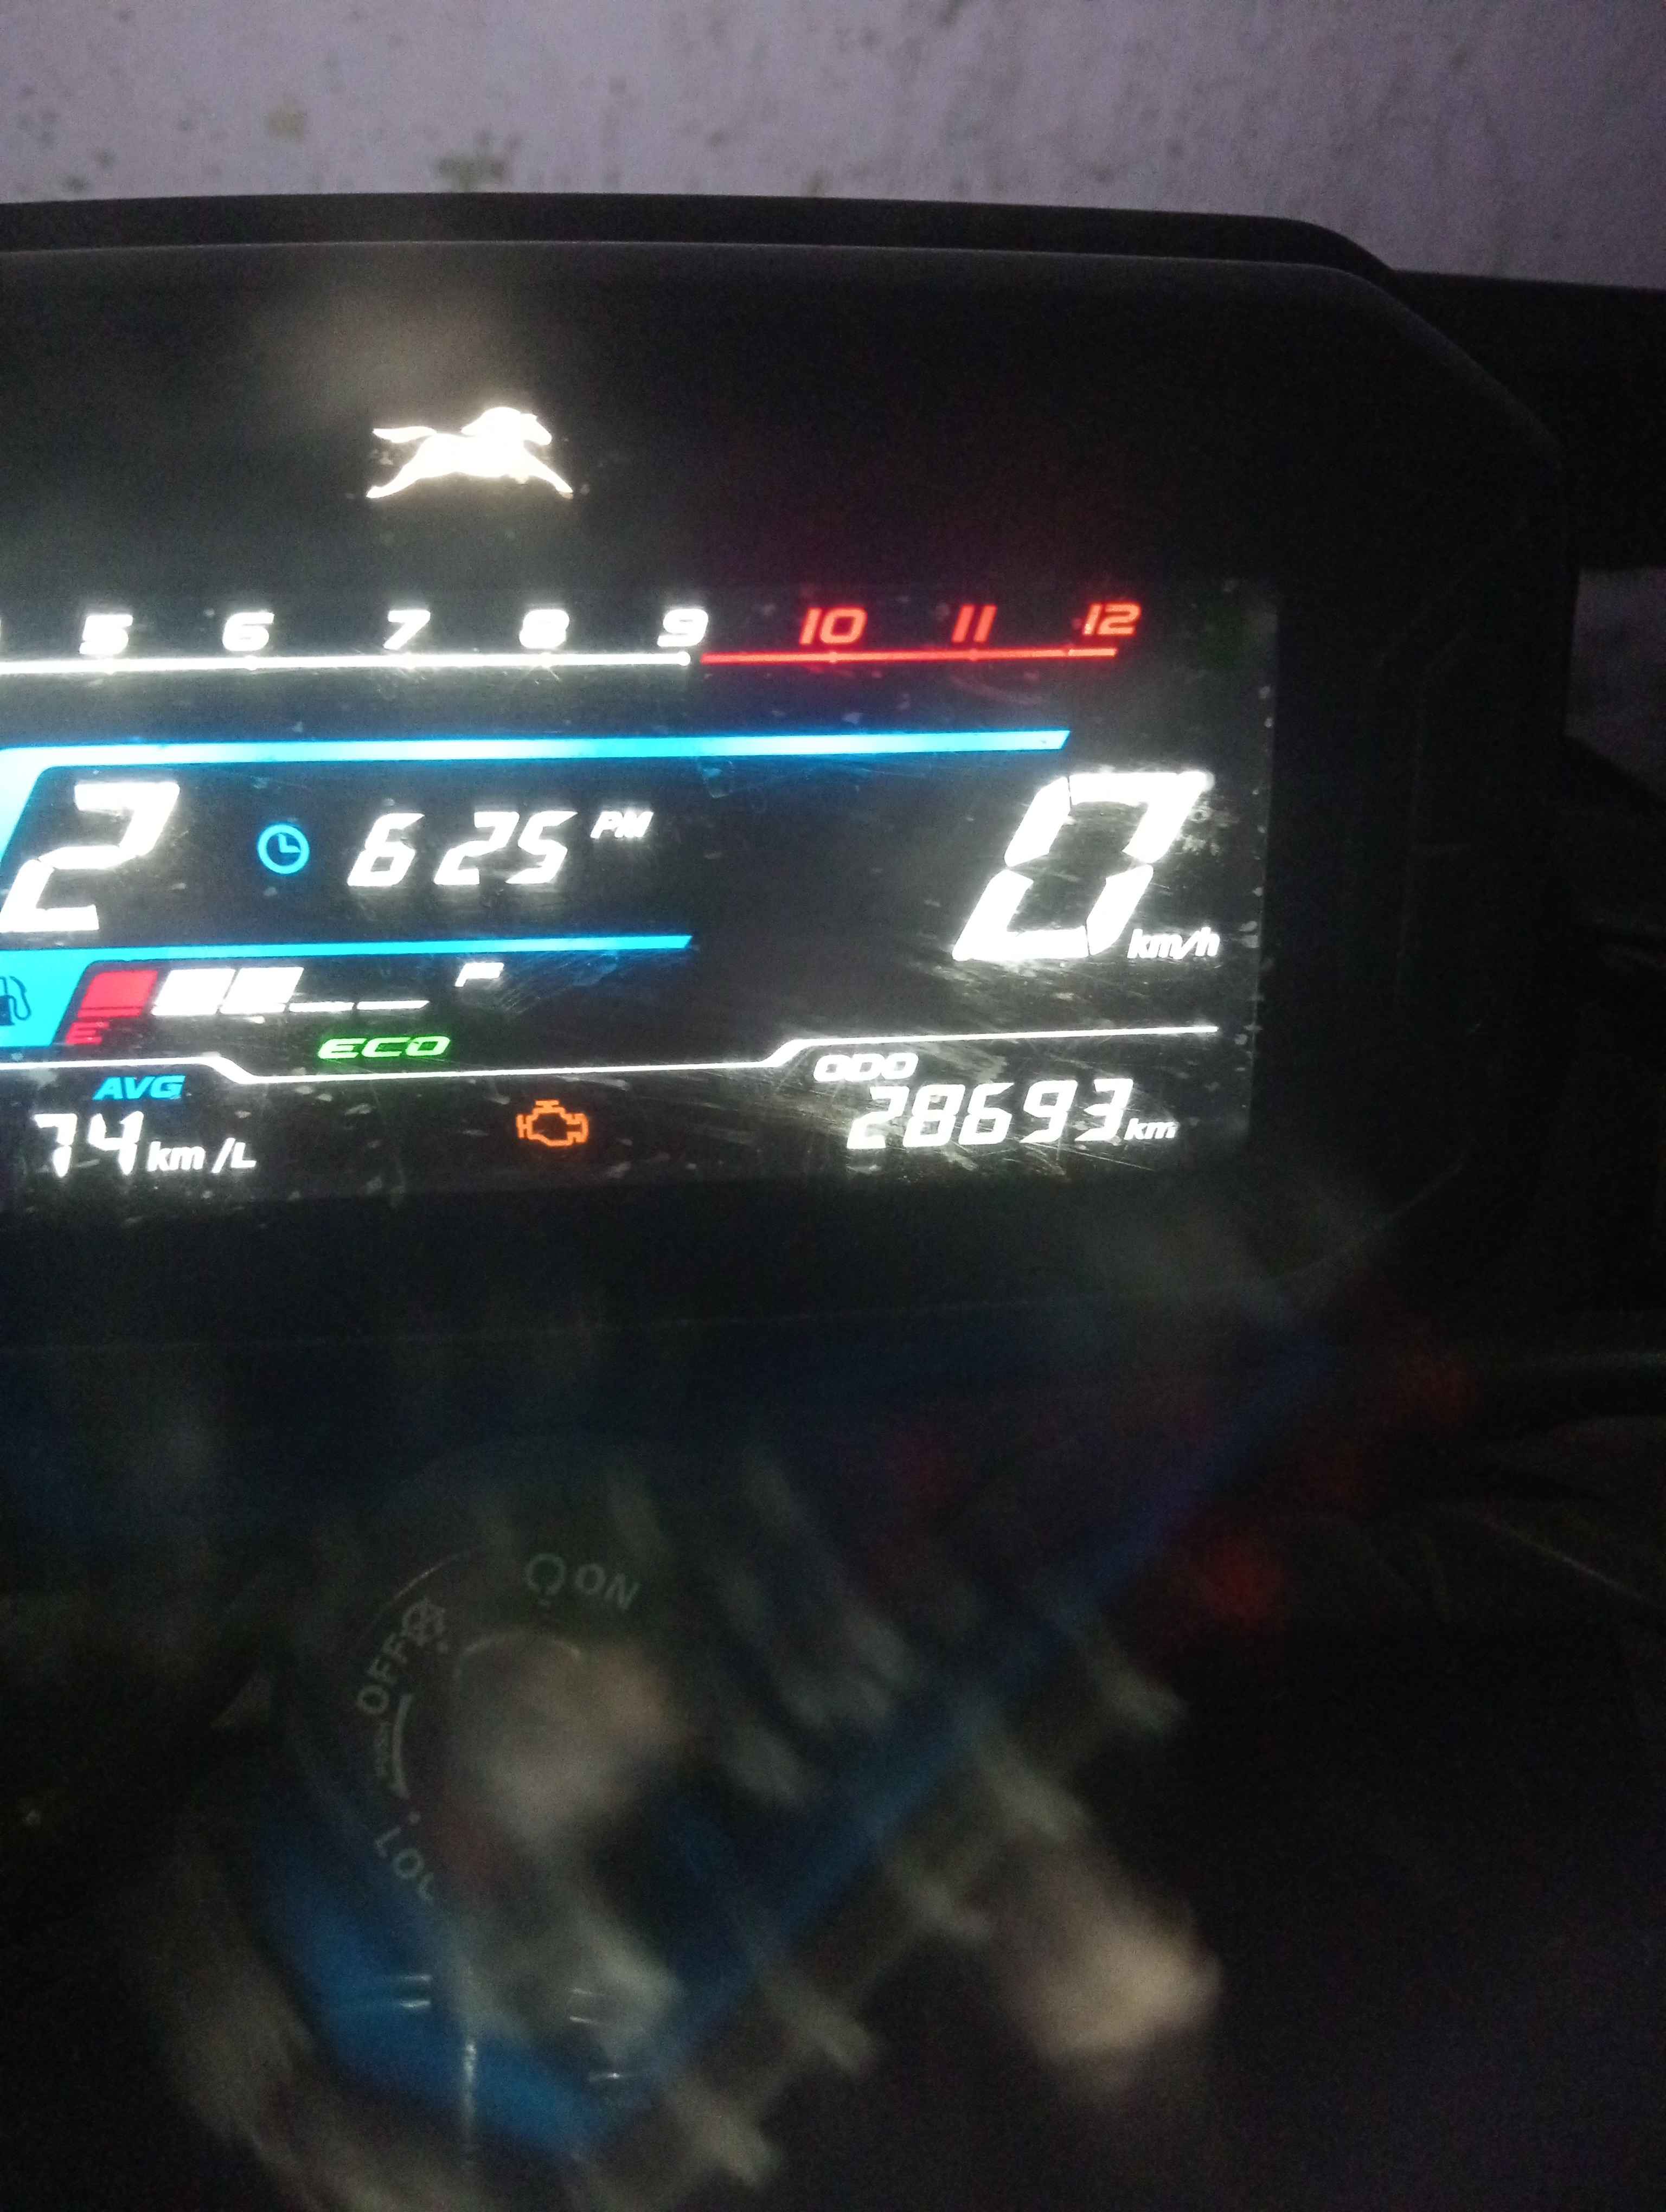 5 6 7 8 9 10 11 12
2 6 25 PM 0 km/h
E F
ECO
AVG ODO
74 km/L 28693 km
ON
OFF